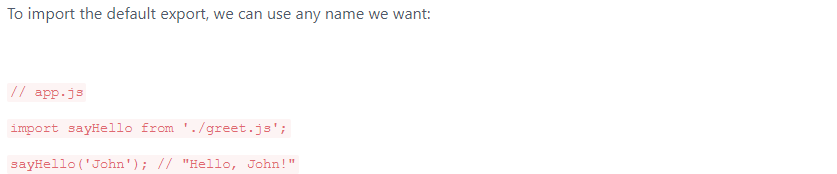 To import the default export, we can use any name we want:
// app.js
import sayHello from './greet.js';
sayHello('John'); // "Hello, John!"